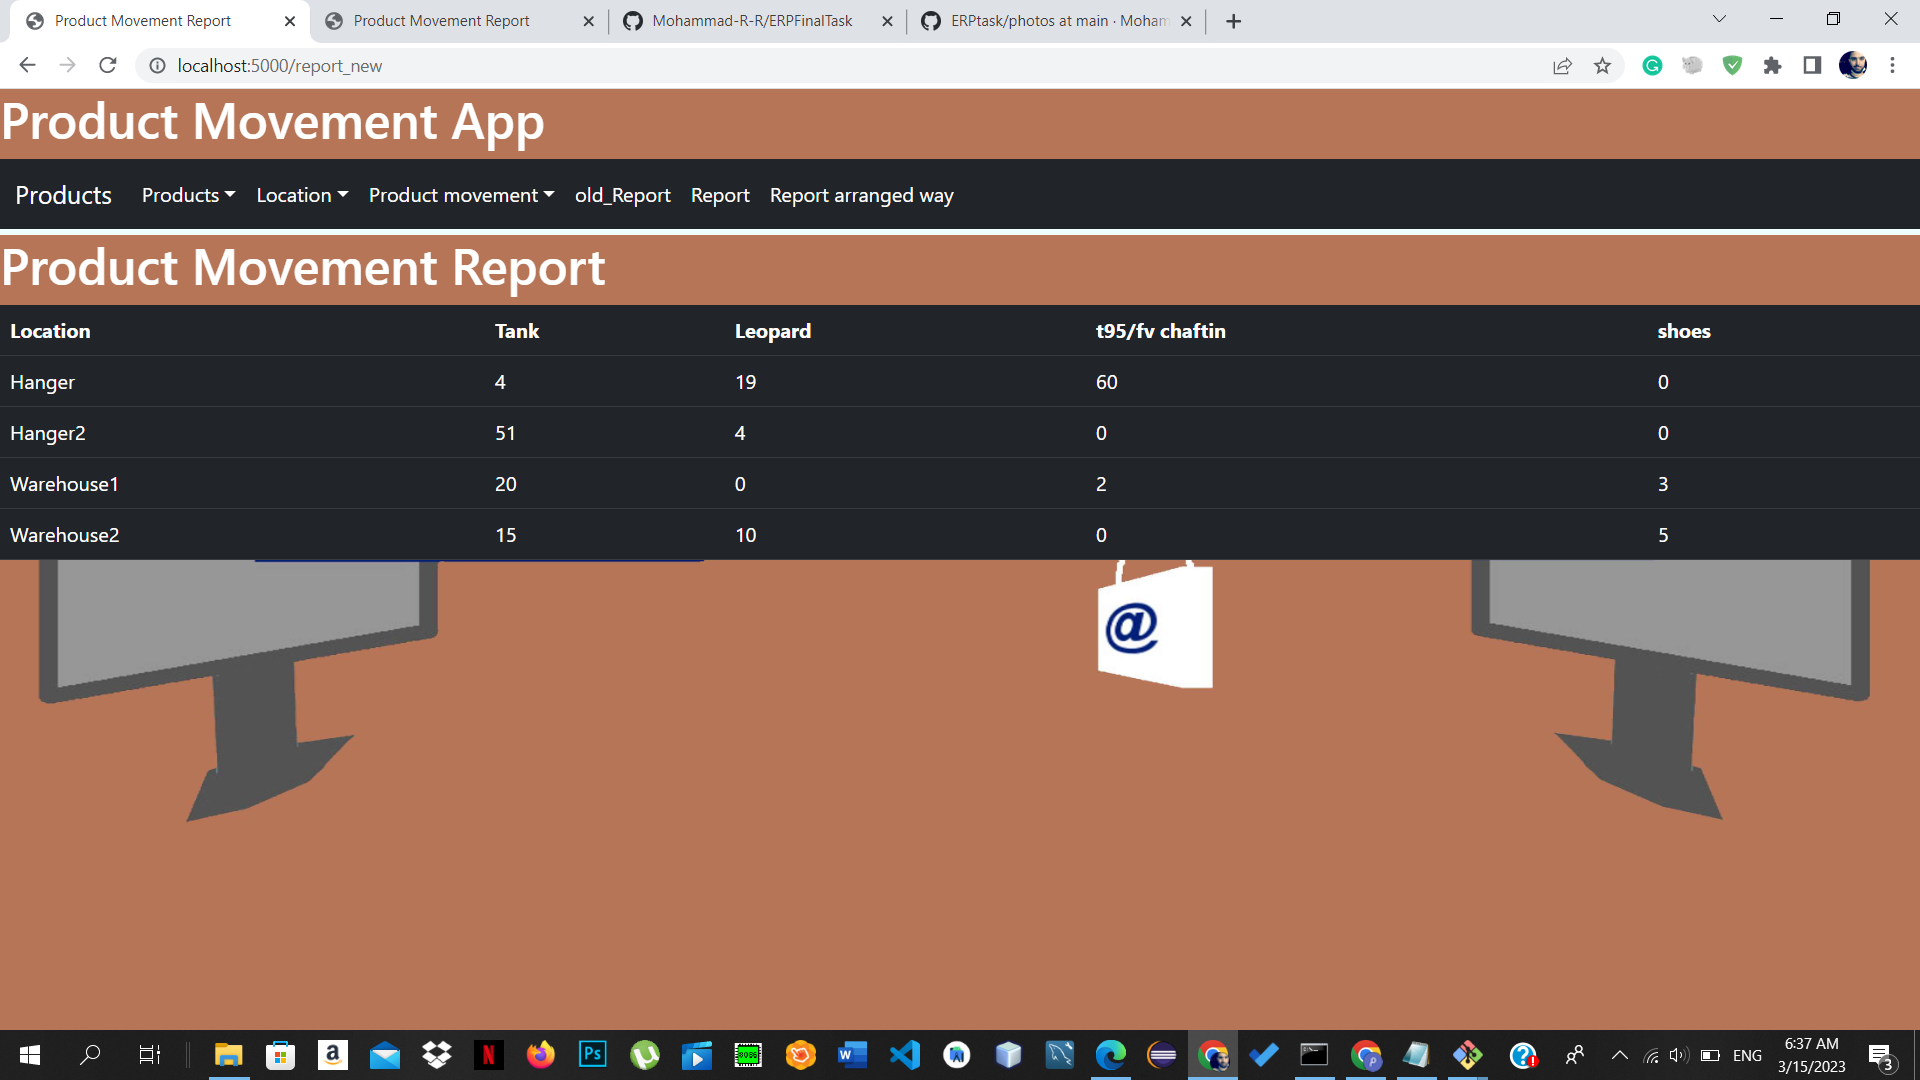 Product Movement Report
Product Movement Report
Mohammad-R-R/ERPFinalTask
ERPtask/photos at main · Moham
localhost:5000/report_new
Product Movement App
Products Products Location Product movement old_Report Report Report arranged way
Product Movement Report
Location Tank Leopard t95/fv chaftin shoes
Hanger 4 19 60 0
Hanger2 51 4 0 0
Warehouse1 20 0 2 3
Warehouse2 15 10 0 5
@
ENG
6:37 AM
3/15/2023
3